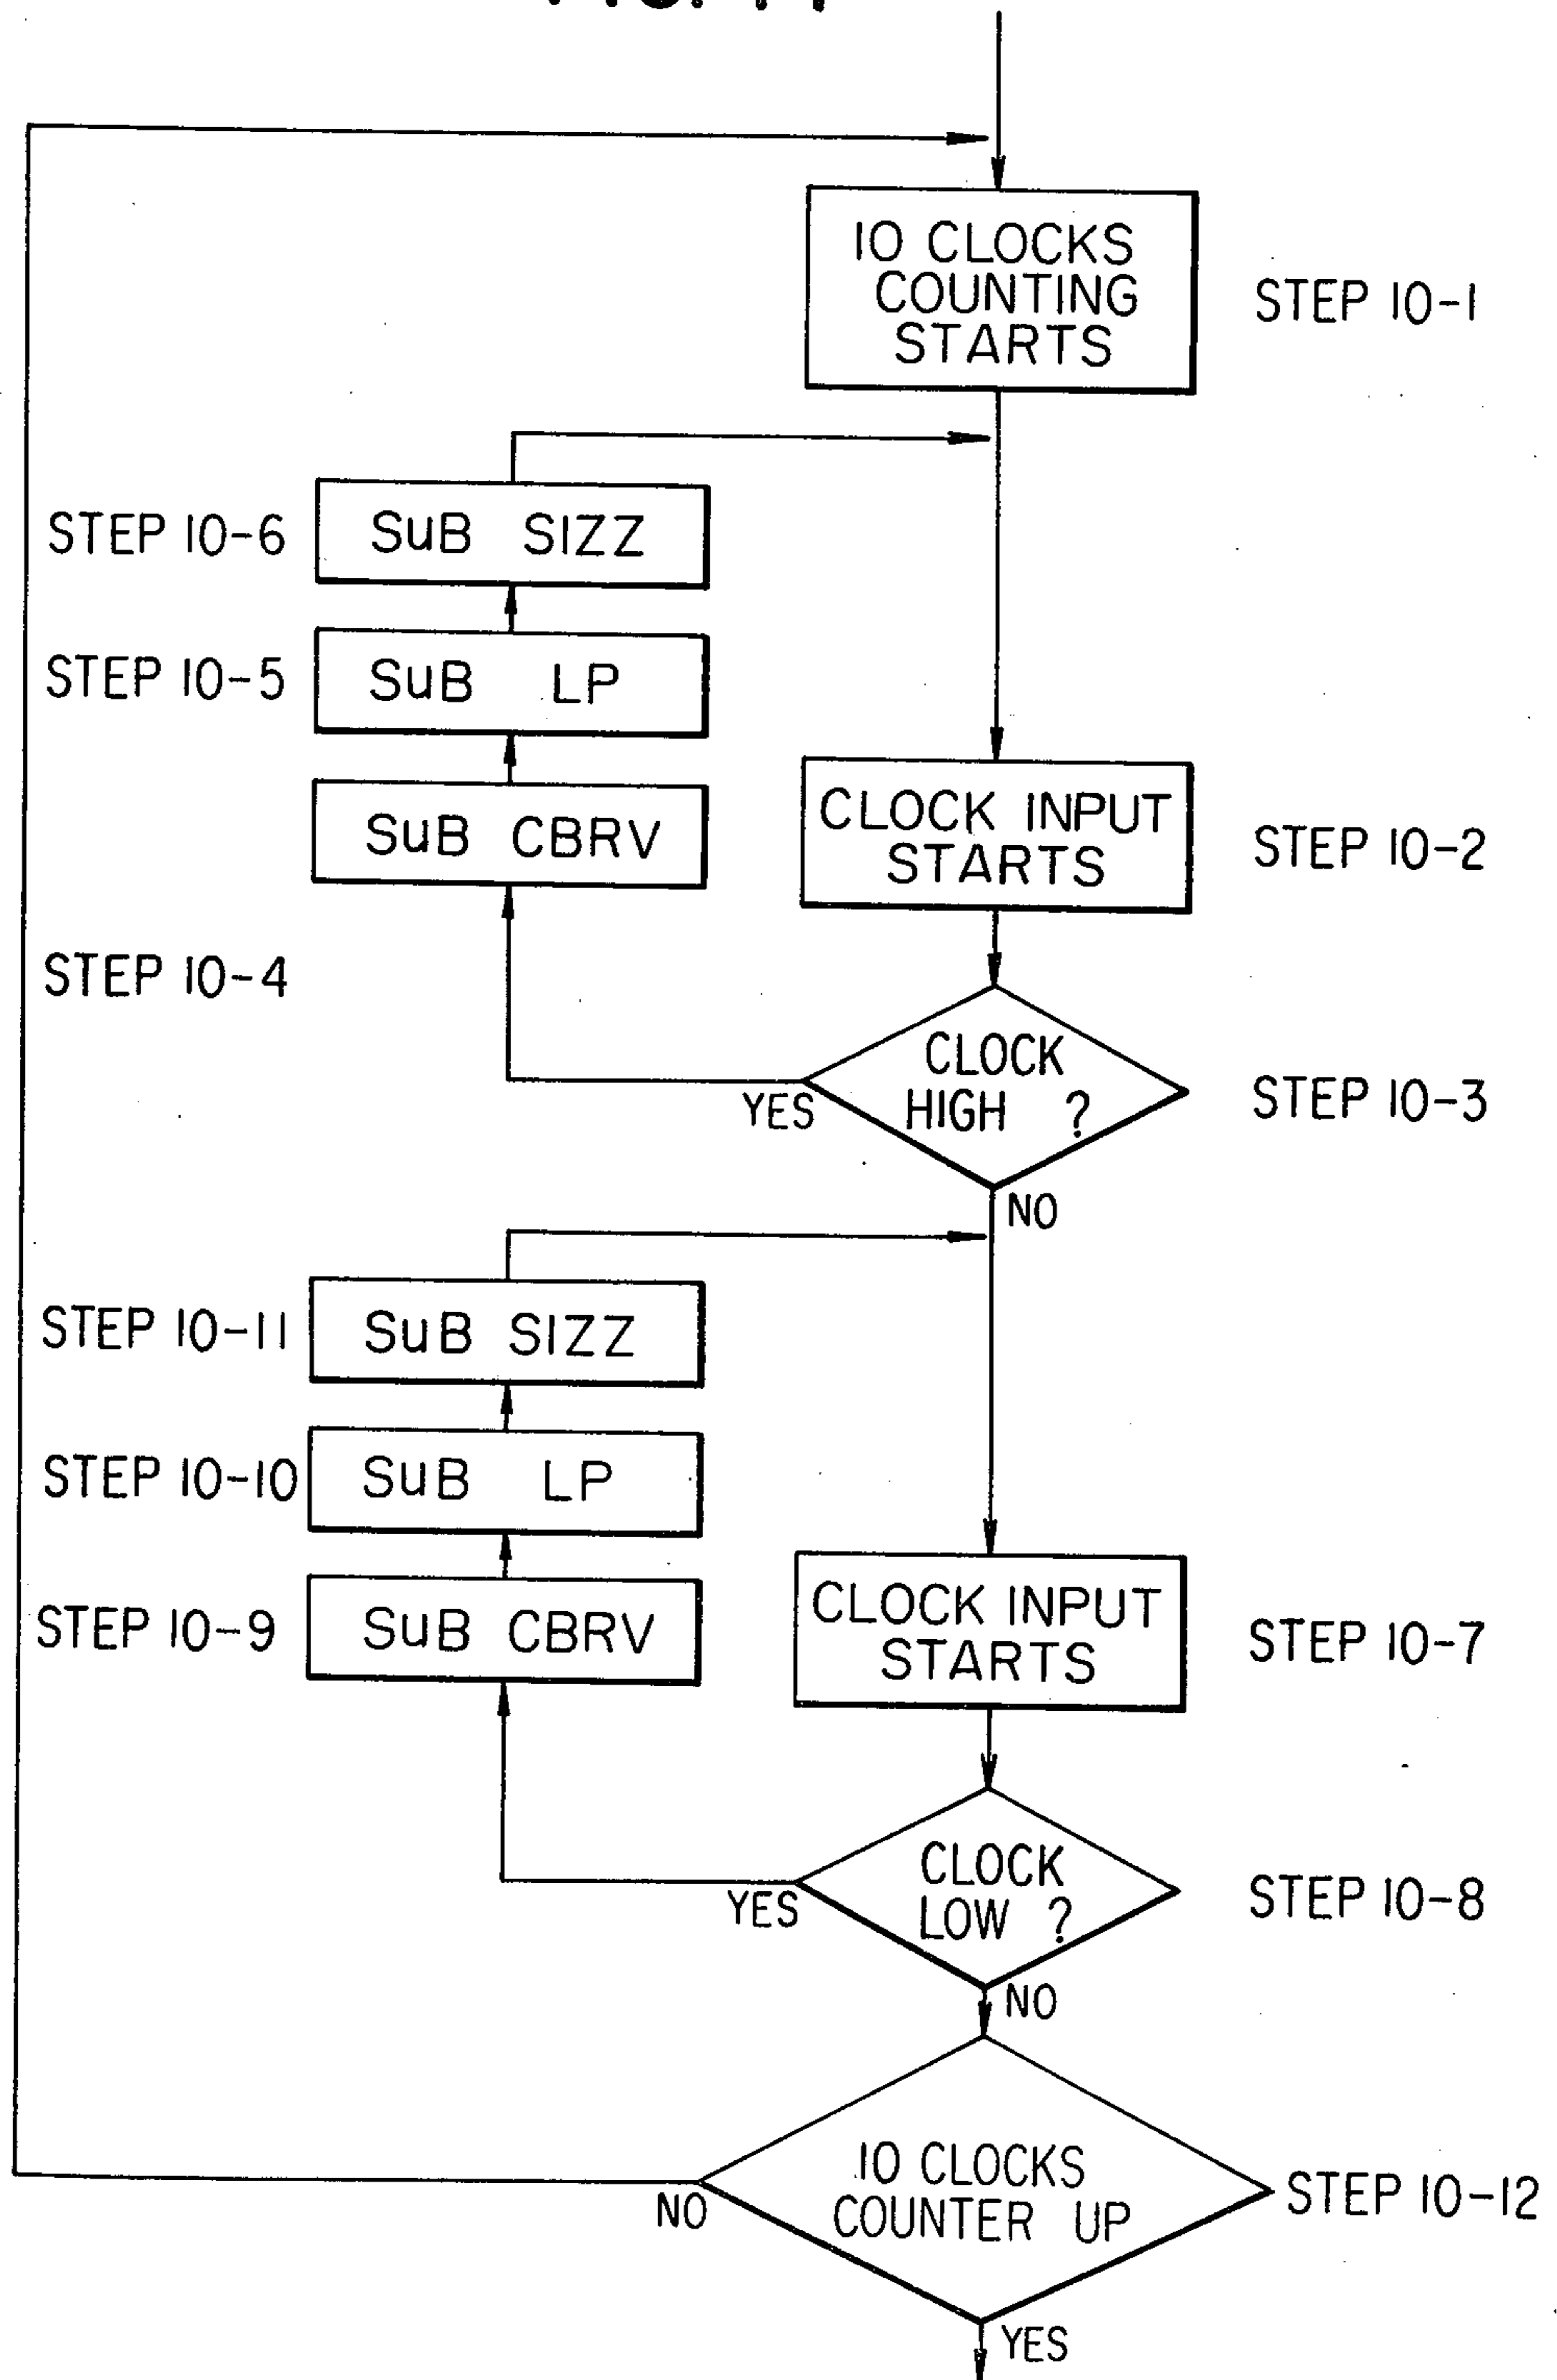 10 CLOCKS
COUNTING
STARTS
STEP 10-1
STEP 10-6
SuB SIZZ
STEP 10-5
SuB LP
SuB CBRV
CLOCK INPUT
STARTS
STEP 10-2
STEP 10-4
CLOCK
HIGH ?
YES
STEP 10-3
NO
STEP 10-11
SuB SIZZ
STEP 10-10
SuB LP
STEP 10-9
SuB CBRV
CLOCK INPUT
STARTS
STEP 10-7
CLOCK
LOW ?
YES
STEP 10-8
NO
10 CLOCKS
COUNTER UP
NO
STEP 10-12
YES